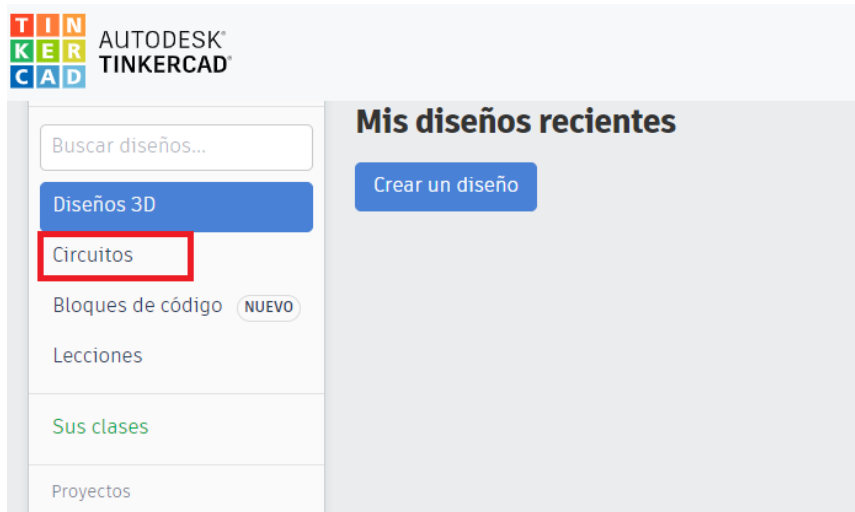 TIN
KER
CAD
AUTODESK®
TINKERCAD®
Buscar diseños...
Diseños 3D
Circuitos
Bloques de código NUEVO
Lecciones
Sus clases
Proyectos
Mis diseños recientes
Crear un diseño